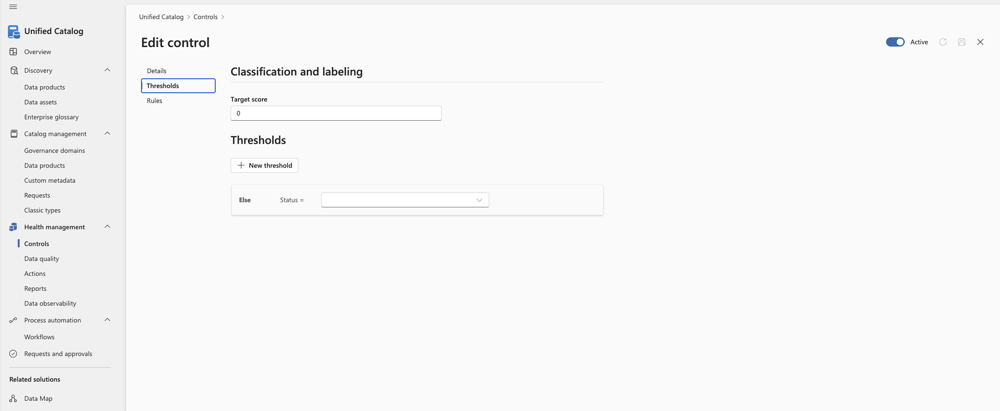 Unified Catalog
Overview
Discovery
Data products
Data assets
Enterprise glossary
Catalog management
Governance domains
Data products
Custom metadata
Requests
Classic types
Health management
Controls
Data quality
Actions
Reports
Data observability
Process automation
Workflows
Requests and approvals
Related solutions
Data Map
Unified Catalog > Controls >
Edit control
Active
Details
Thresholds
Rules
Classification and labeling
Target score
0
Thresholds
New threshold
Else Status =